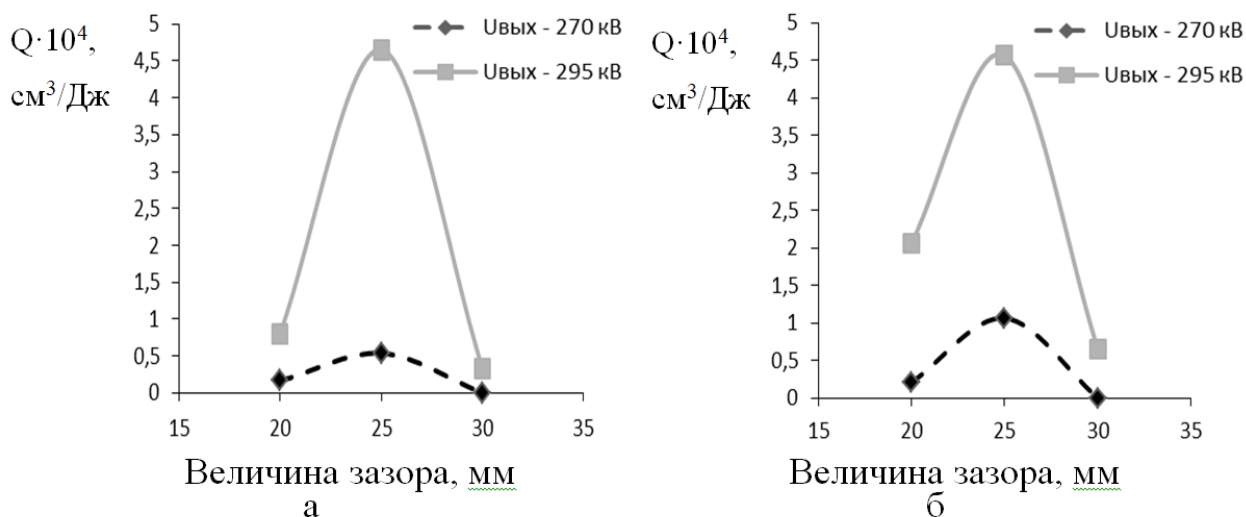 Q·10⁴,
см³/Дж
5
4,5
4
3,5
3
2,5
2
1,5
1
0,5
0
15 20 25 30 35
Uвых - 270 кВ
Uвых - 295 кВ
Величина зазора, мм
а
Q·10⁴,
см³/Дж
5
4,5
4
3,5
3
2,5
2
1,5
1
0,5
0
15 20 25 30 35
Uвых - 270 кВ
Uвых - 295 кВ
Величина зазора, мм
б